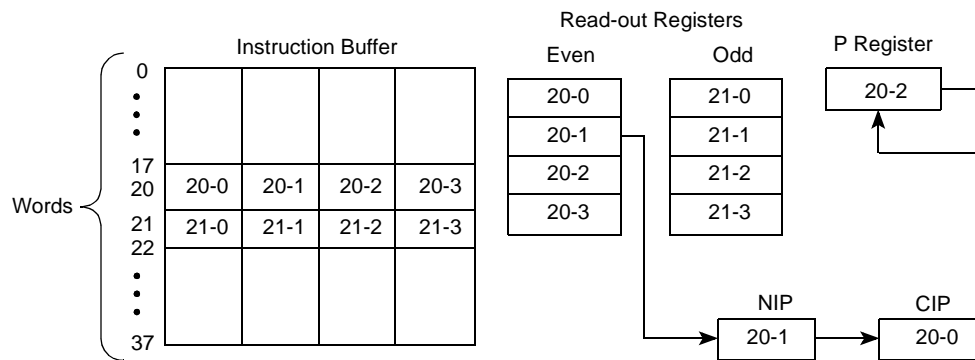 Read-out Registers
Instruction Buffer
Even
Odd
P Register
Words
0
17
20
21
22
37
20-0 20-1 20-2 20-3
21-0 21-1 21-2 21-3
20-0
20-1
20-2
20-3
21-0
21-1
21-2
21-3
20-2
NIP
20-1
CIP
20-0